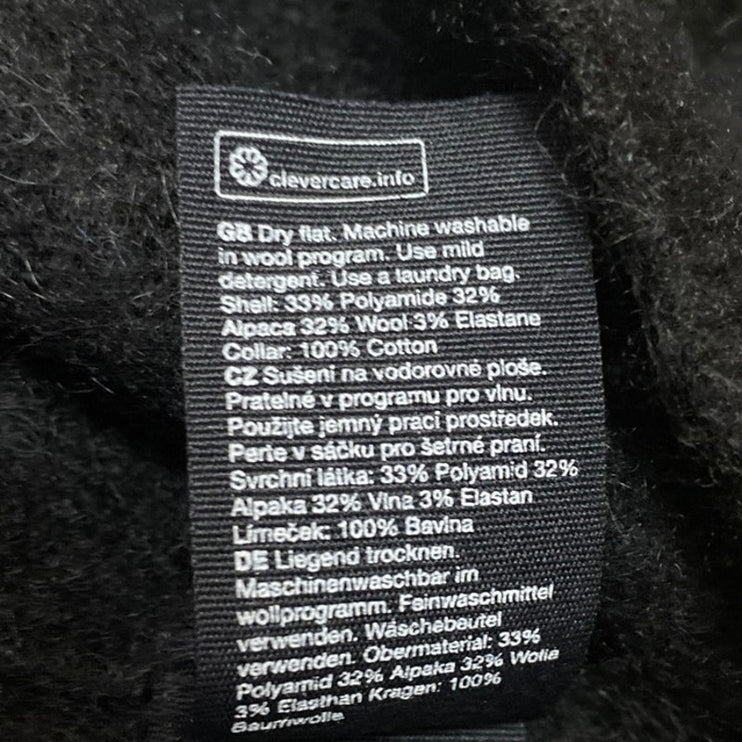 clevercare.info
GB Dry flat. Machine washable
in wool program. Use mild
detergent. Use a laundry bag.
Shell: 33% Polyamide 32%
Alpaca 32% Wool 3% Elastane
Collar: 100% Cotton
CZ Sušení na vodorovné ploše.
Pratelné v programu pro vlnu.
Použijte jemný prací prostředek.
Perte v sáčku pro šetrné praní.
Svrchní látka: 33% Polyamid 32%
Alpaka 32% Vlna 3% Elastan
Límeček: 100% Bavlna
DE Liegend trocknen.
Maschinenwaschbar im
wollprogramm. Feinwaschmittel
verwenden. Wäschebeutel
verwenden. Obermaterial: 33%
Polyamid 32% Alpaka 32% Wolle
3% Elasthan Kragen: 100%
Baumwolle